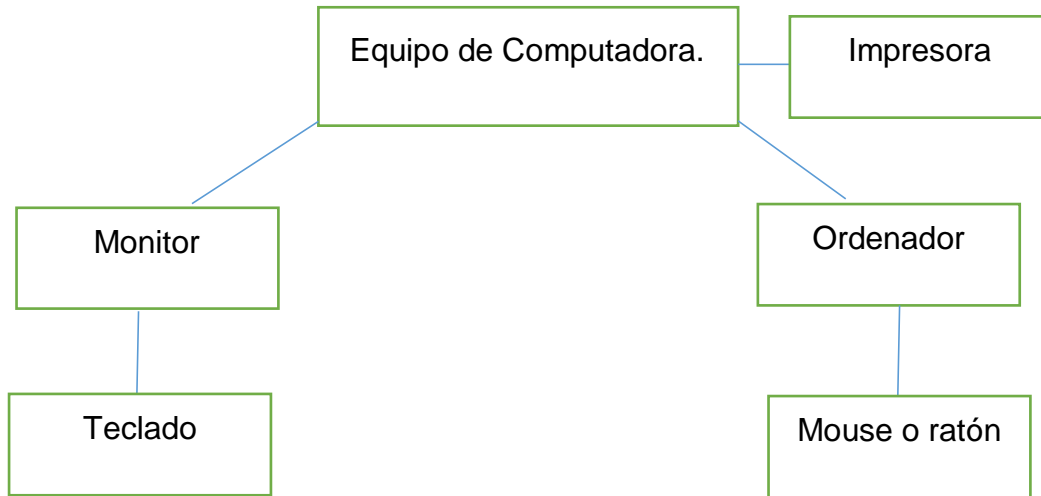 Equipo de Computadora.
Impresora
Monitor
Ordenador
Teclado
Mouse o ratón